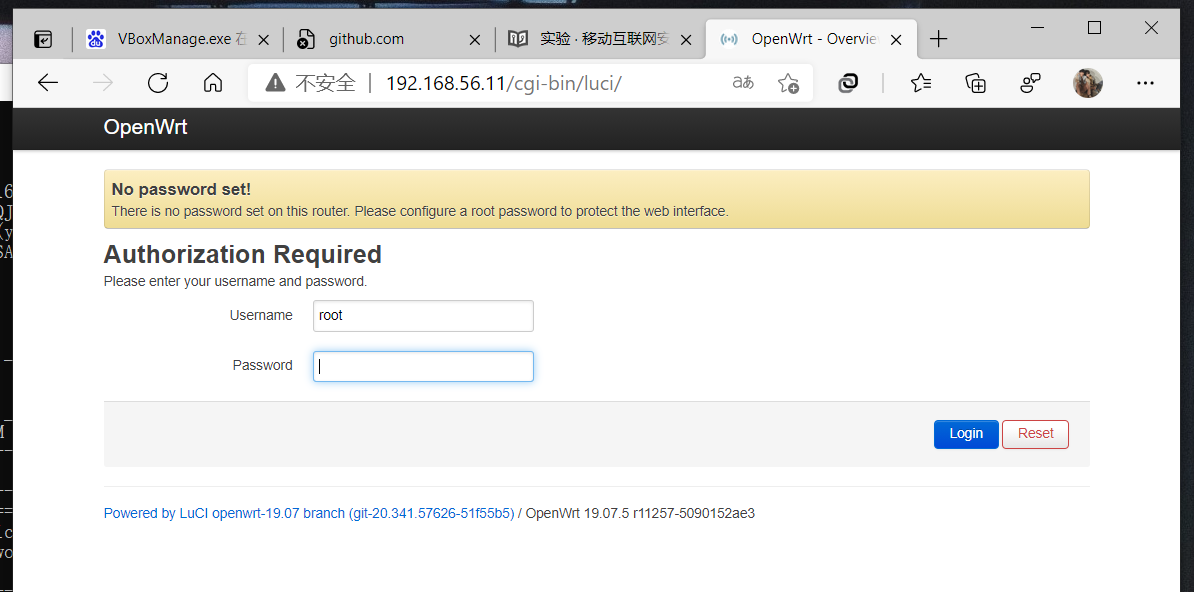 VBoxManage.exe 在
github.com
实验 · 移动互联网安
OpenWrt - Overvie
不安全 | 192.168.56.11/cgi-bin/luci/
aあ
OpenWrt
No password set!
There is no password set on this router. Please configure a root password to protect the web interface.
Authorization Required
Please enter your username and password.
Username root
Password
Login Reset
Powered by LuCI openwrt-19.07 branch (git-20.341.57626-51f55b5) / OpenWrt 19.07.5 r11257-5090152ae3